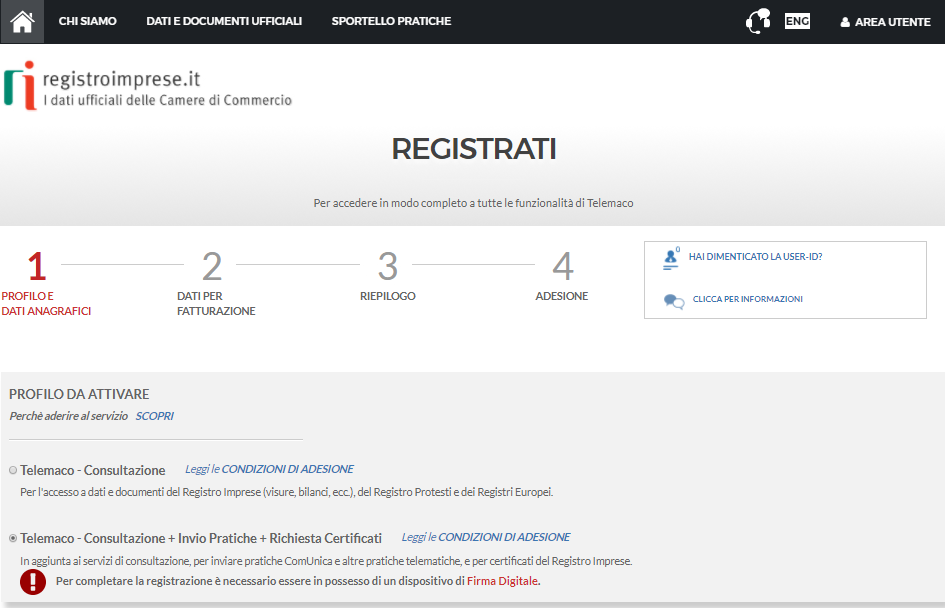 CHI SIAMO DATI E DOCUMENTI UFFICIALI SPORTELLO PRATICHE ENG AREA UTENTE
ri registroimprese.it
I dati ufficiali delle Camere di Commercio
REGISTRATI
Per accedere in modo completo a tutte le funzionalità di Telemaco
1 2 3 4
PROFILO E
DATI ANAGRAFICI
DATI PER
FATTURAZIONE
RIEPILOGO
ADESIONE
HAI DIMENTICATO LA USER-ID?
CLICCA PER INFORMAZIONI
PROFILO DA ATTIVARE
Perchè aderire al servizio SCOPRI
Telemaco - Consultazione Leggi le CONDIZIONI DI ADESIONE
Per l'accesso a dati e documenti del Registro Imprese (visure, bilanci, ecc.), del Registro Protesti e dei Registri Europei.
Telemaco - Consultazione + Invio Pratiche + Richiesta Certificati Leggi le CONDIZIONI DI ADESIONE
In aggiunta ai servizi di consultazione, per inviare pratiche ComUnica e altre pratiche telematiche, e per certificati del Registro Imprese.
Per completare la registrazione è necessario essere in possesso di un dispositivo di Firma Digitale.